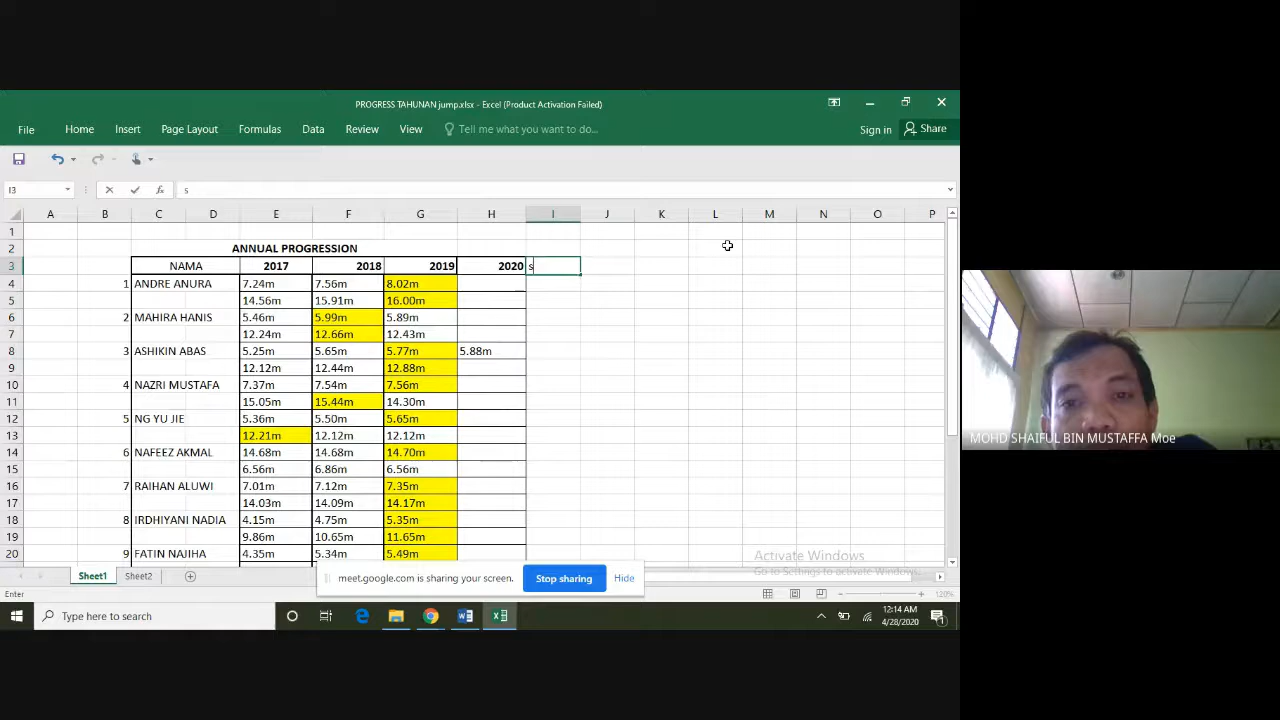 PROGRESS TAHUNAN jump.xlsx - Excel (Product Activation Failed)
File Home Insert Page Layout Formulas Data Review View Tell me what you want to do... Sign in Share
I3 fx s
A B C D E F G H I J K L M N O P
1
2 ANNUAL PROGRESSION
3 NAMA 2017 2018 2019 2020 s
4 1 ANDRE ANURA 7.24m 7.56m 8.02m
5 14.56m 15.91m 16.00m
6 2 MAHIRA HANIS 5.46m 5.99m 5.89m
7 12.24m 12.66m 12.43m
8 3 ASHIKIN ABAS 5.25m 5.65m 5.77m 5.88m
9 12.12m 12.44m 12.88m
10 4 NAZRI MUSTAFA 7.37m 7.54m 7.56m
11 15.05m 15.44m 14.30m
12 5 NG YU JIE 5.36m 5.50m 5.65m
13 12.21m 12.12m 12.12m
14 6 NAFEEZ AKMAL 14.68m 14.68m 14.70m
15 6.56m 6.86m 6.56m
16 7 RAIHAN ALUWI 7.01m 7.12m 7.35m
17 14.03m 14.09m 14.17m
18 8 IRDHIYANI NADIA 4.15m 4.75m 5.35m
19 9.86m 10.65m 11.65m
20 9 FATIN NAJIHA 4.35m 5.34m 5.49m
Activate Windows
Go to Settings to activate Windows.
Sheet1 Sheet2
meet.google.com is sharing your screen. Stop sharing Hide
Enter 120%
Type here to search
12:14 AM
4/28/2020
MOHD SHAIFUL BIN MUSTAFFA Moe